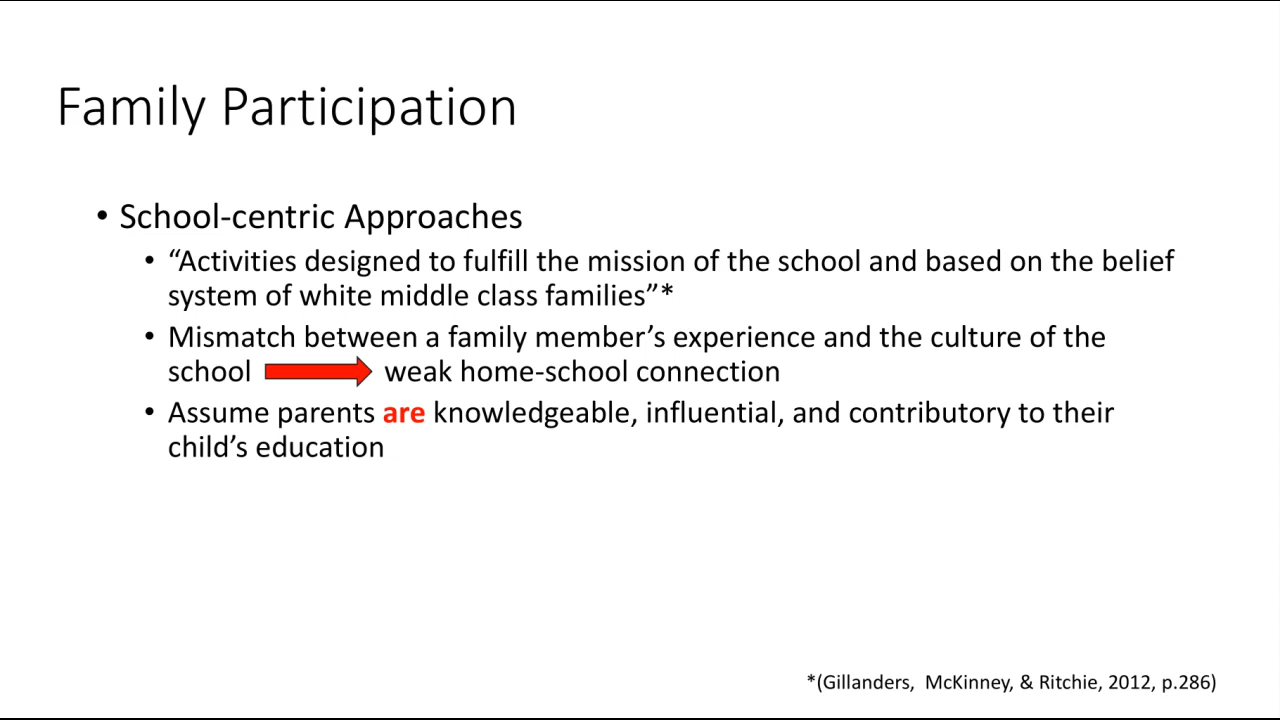 Family Participation
• School-centric Approaches
• “Activities designed to fulfill the mission of the school and based on the belief
system of white middle class families”*
• Mismatch between a family member’s experience and the culture of the
school weak home-school connection
• Assume parents are knowledgeable, influential, and contributory to their
child’s education
*(Gillanders, McKinney, & Ritchie, 2012, p.286)